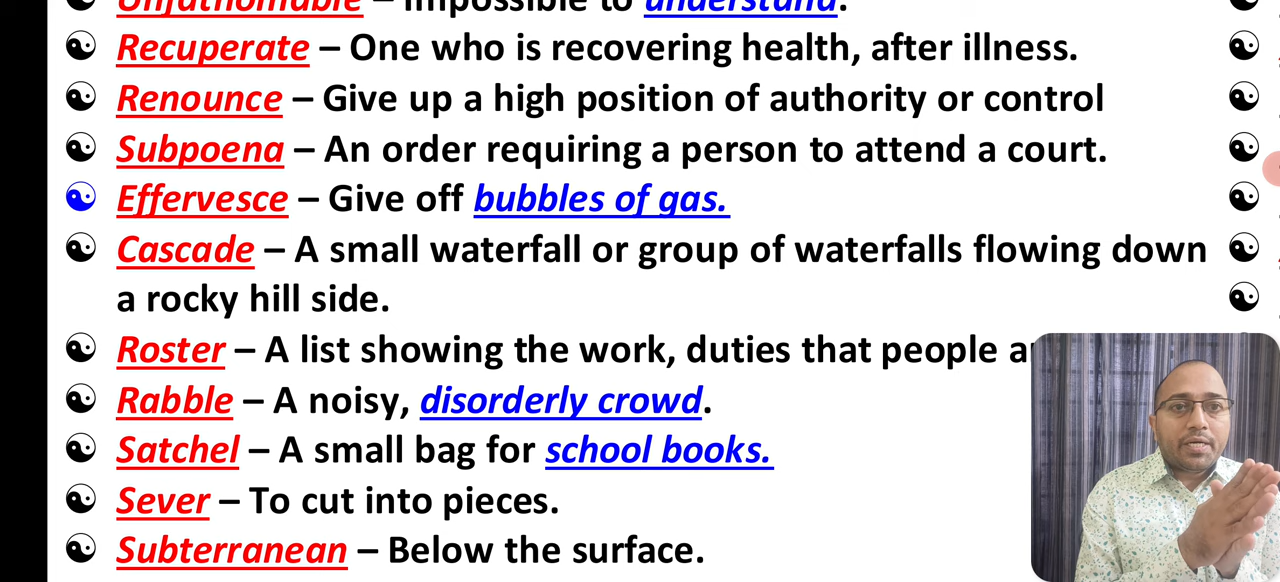 Unfathomable – Impossible to understand.
Recuperate – One who is recovering health, after illness.
Renounce – Give up a high position of authority or control
Subpoena – An order requiring a person to attend a court.
Effervesce – Give off bubbles of gas.
Cascade – A small waterfall or group of waterfalls flowing down
a rocky hill side.
Roster – A list showing the work, duties that people
Rabble – A noisy, disorderly crowd.
Satchel – A small bag for school books.
Sever – To cut into pieces.
Subterranean – Below the surface.